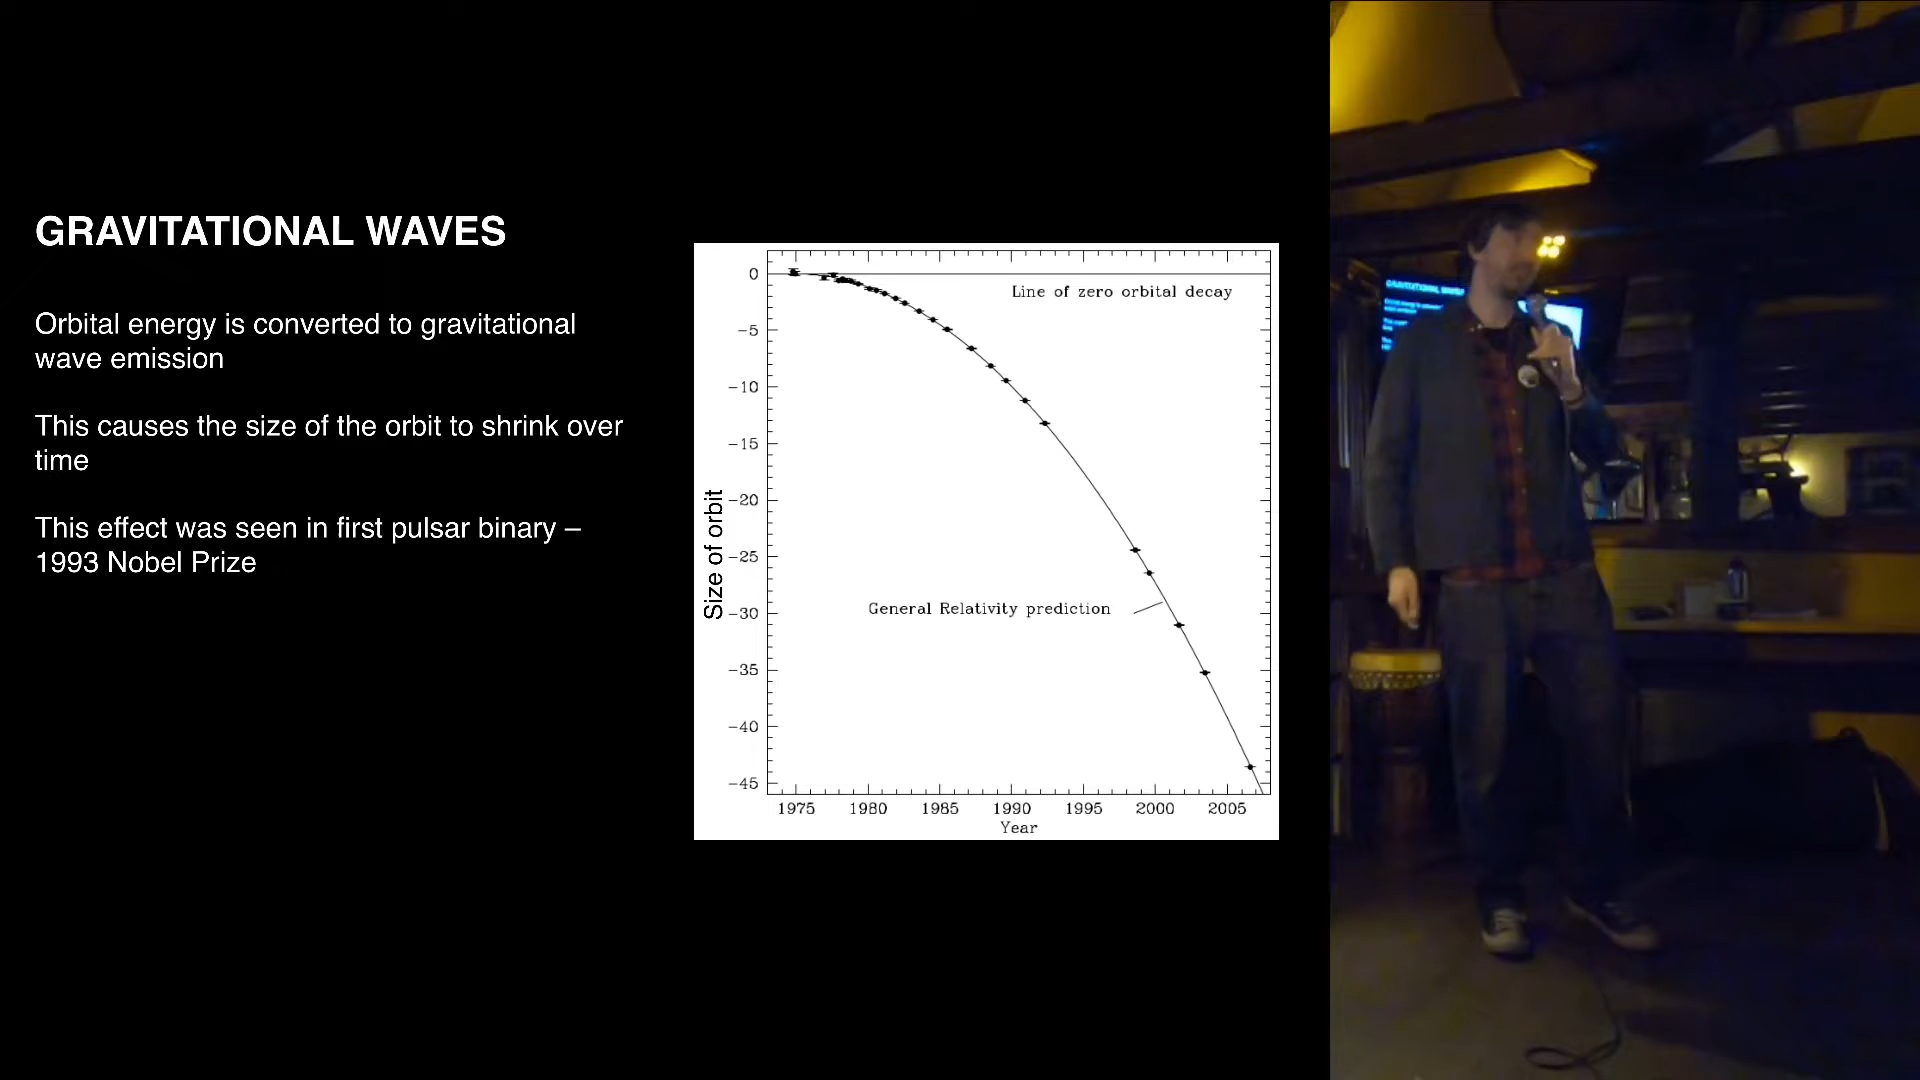 GRAVITATIONAL WAVES
Orbital energy is converted to gravitational
wave emission
This causes the size of the orbit to shrink over
time
This effect was seen in first pulsar binary –
1993 Nobel Prize
0
-5
-10
-15
-20
-25
-30
-35
-40
-45
Size of orbit
Line of zero orbital decay
General Relativity prediction
1975 1980 1985 1990 1995 2000 2005
Year
GRAVITATIONAL WAVES